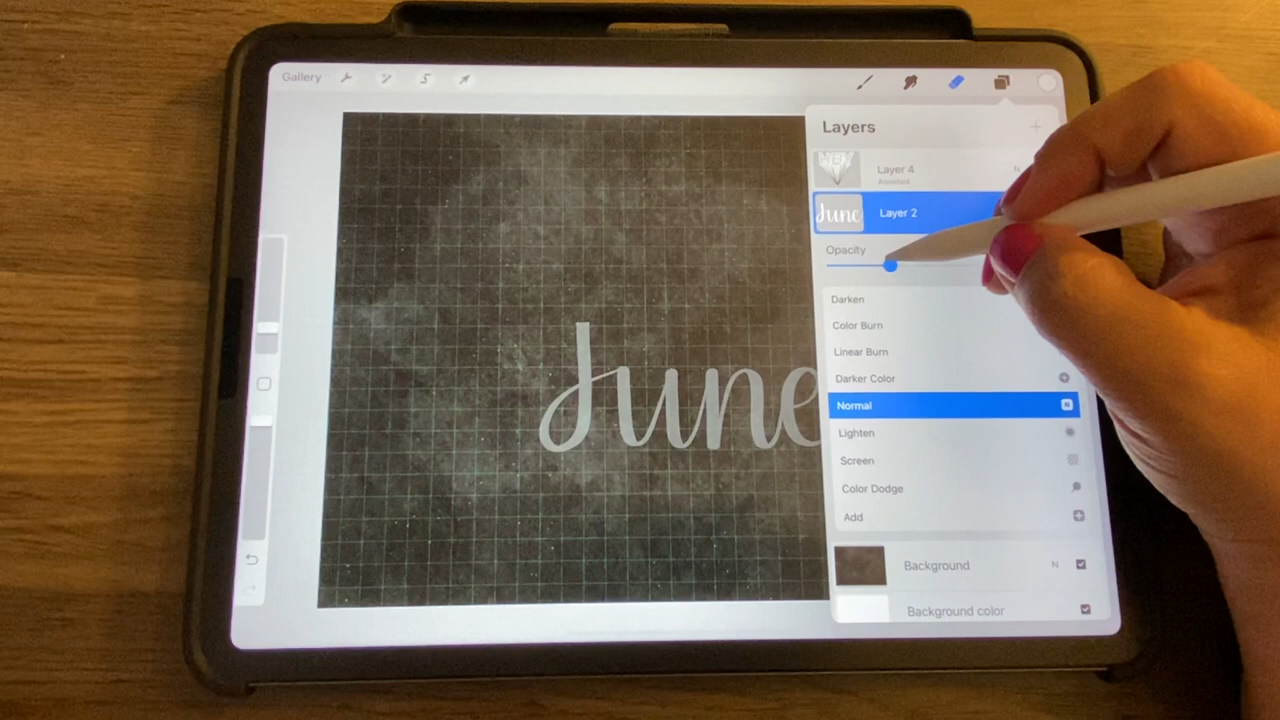 Gallery
Layers
Layer 4
N
Assisted
June
Layer 2
Opacity
Darken
Color Burn
Linear Burn
Darker Color
June
Normal
N
Lighten
Screen
Color Dodge
Add
Background
N
Background color